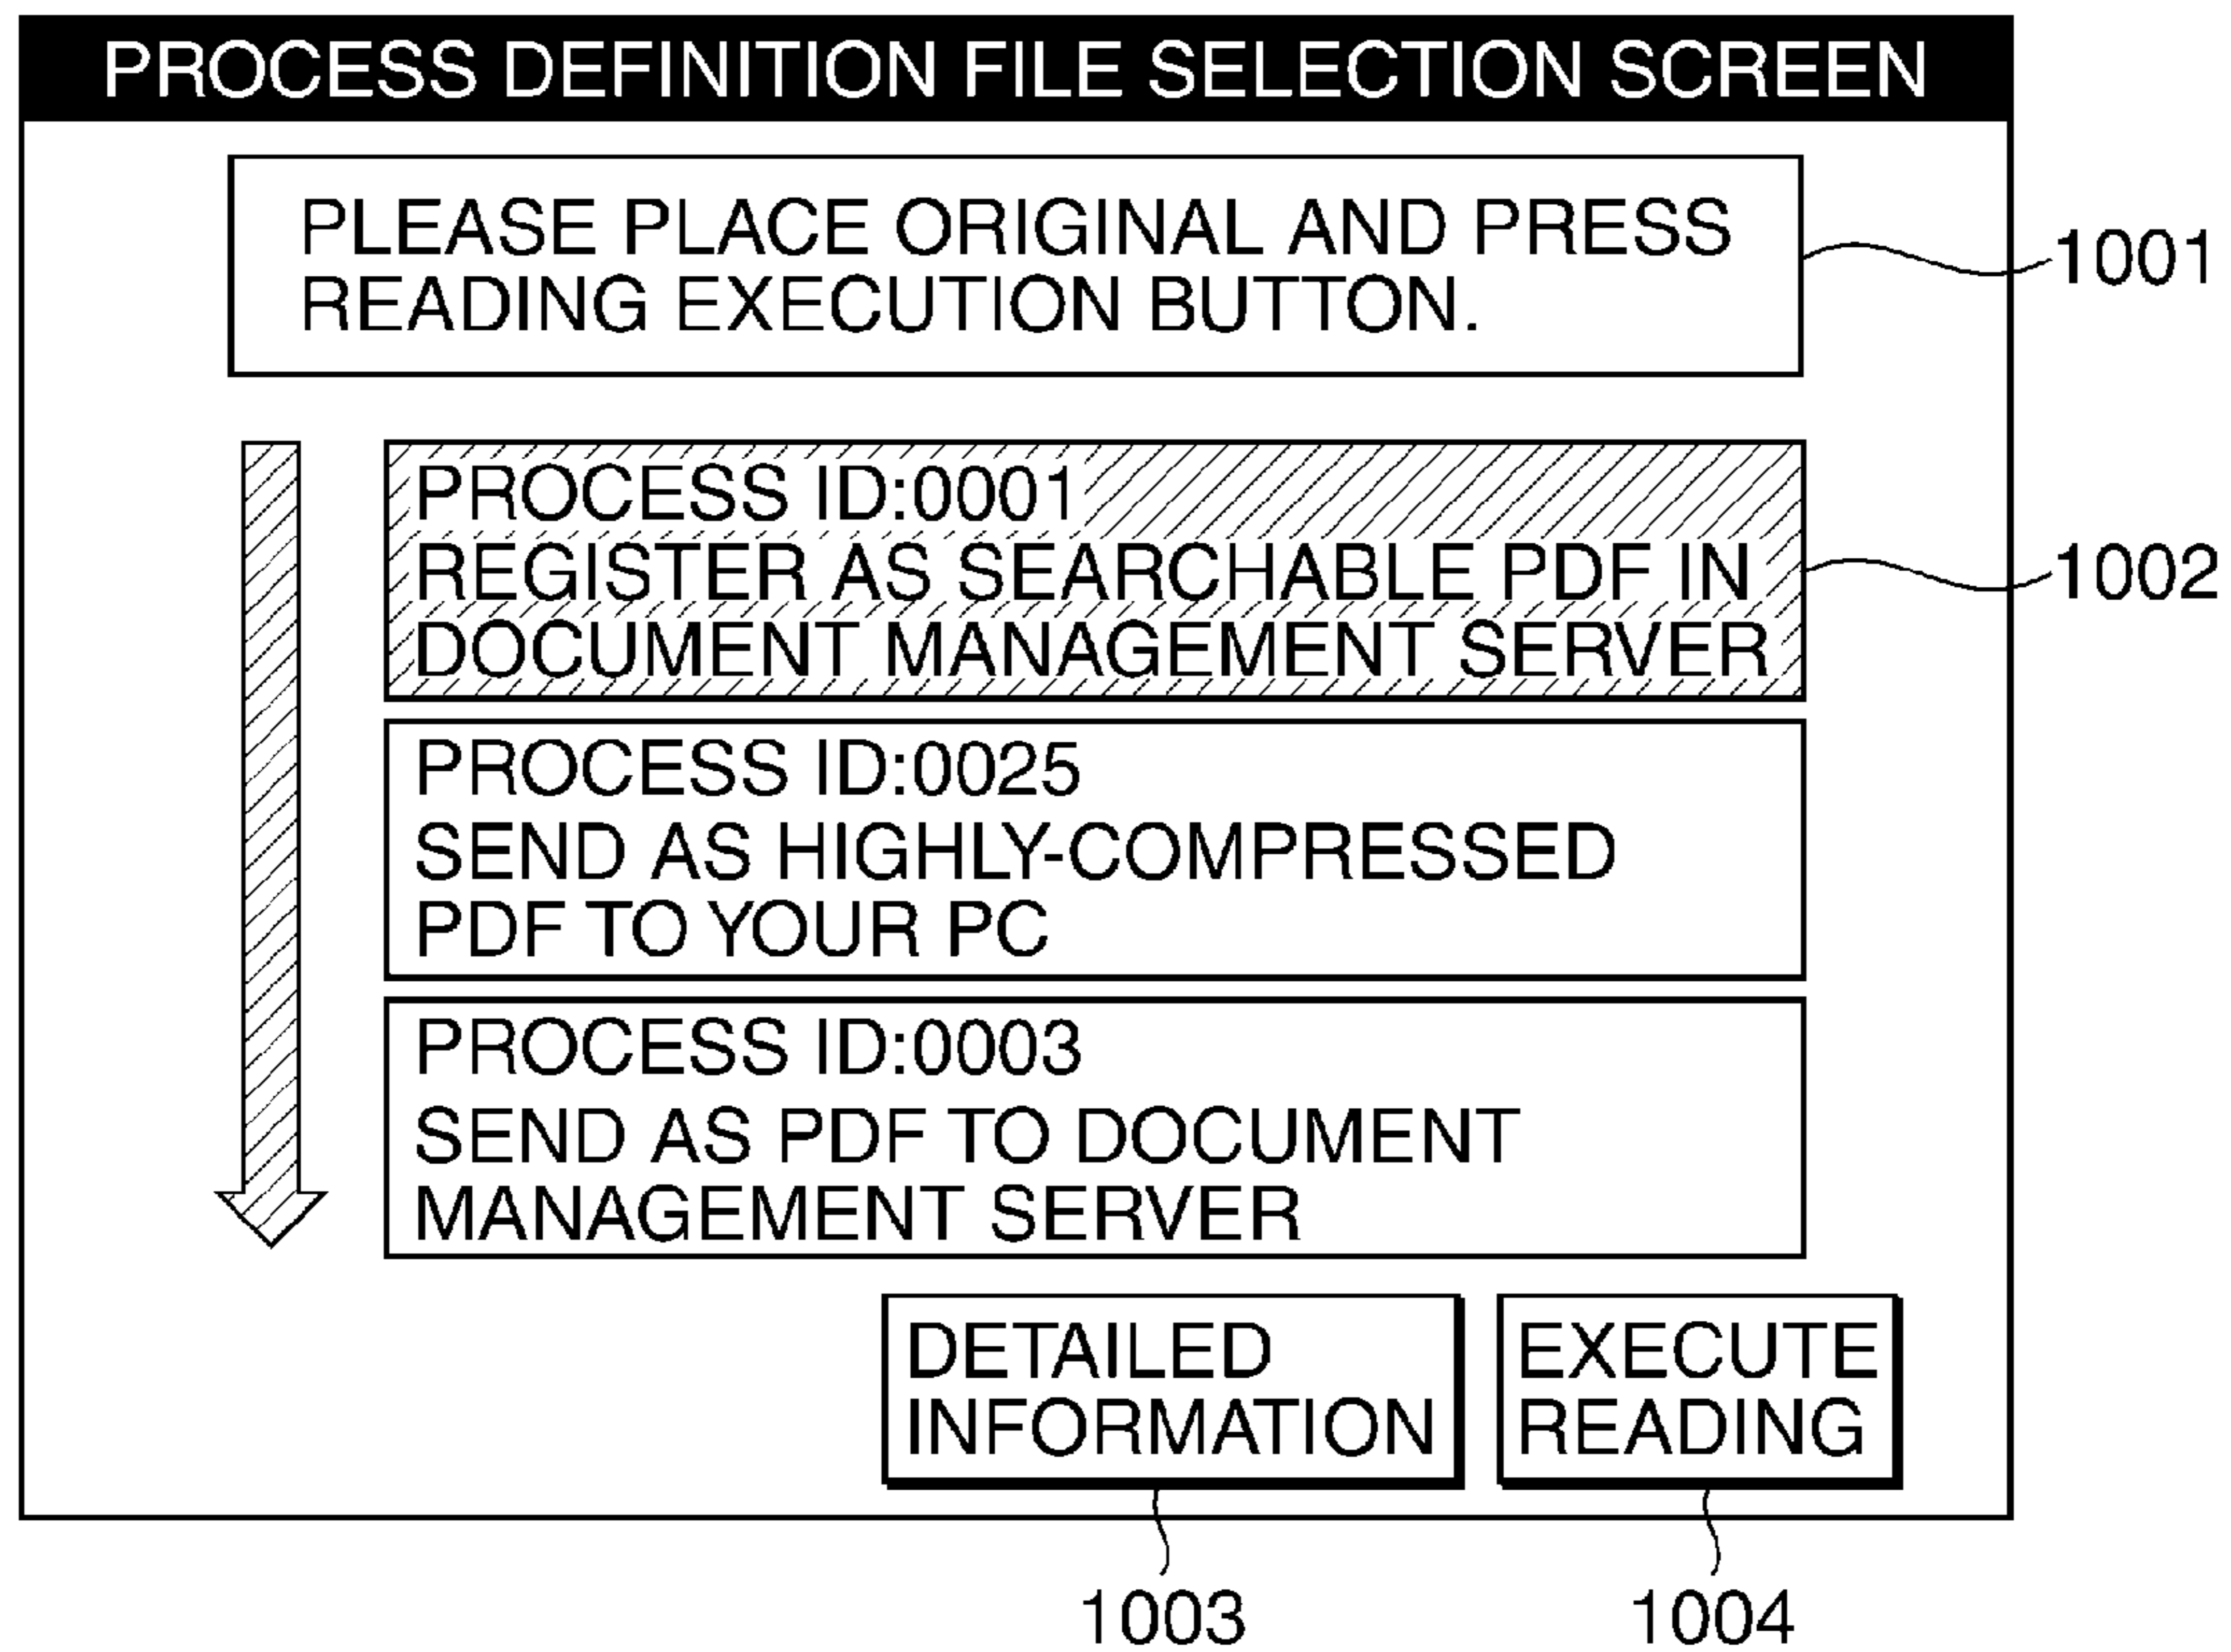 PROCESS DEFINITION FILE SELECTION SCREEN
PLEASE PLACE ORIGINAL AND PRESS
READING EXECUTION BUTTON.
1001
PROCESS ID:0001
REGISTER AS SEARCHABLE PDF IN
DOCUMENT MANAGEMENT SERVER
1002
PROCESS ID:0025
SEND AS HIGHLY-COMPRESSED
PDF TO YOUR PC
PROCESS ID:0003
SEND AS PDF TO DOCUMENT
MANAGEMENT SERVER
DETAILED
INFORMATION
EXECUTE
READING
1003
1004